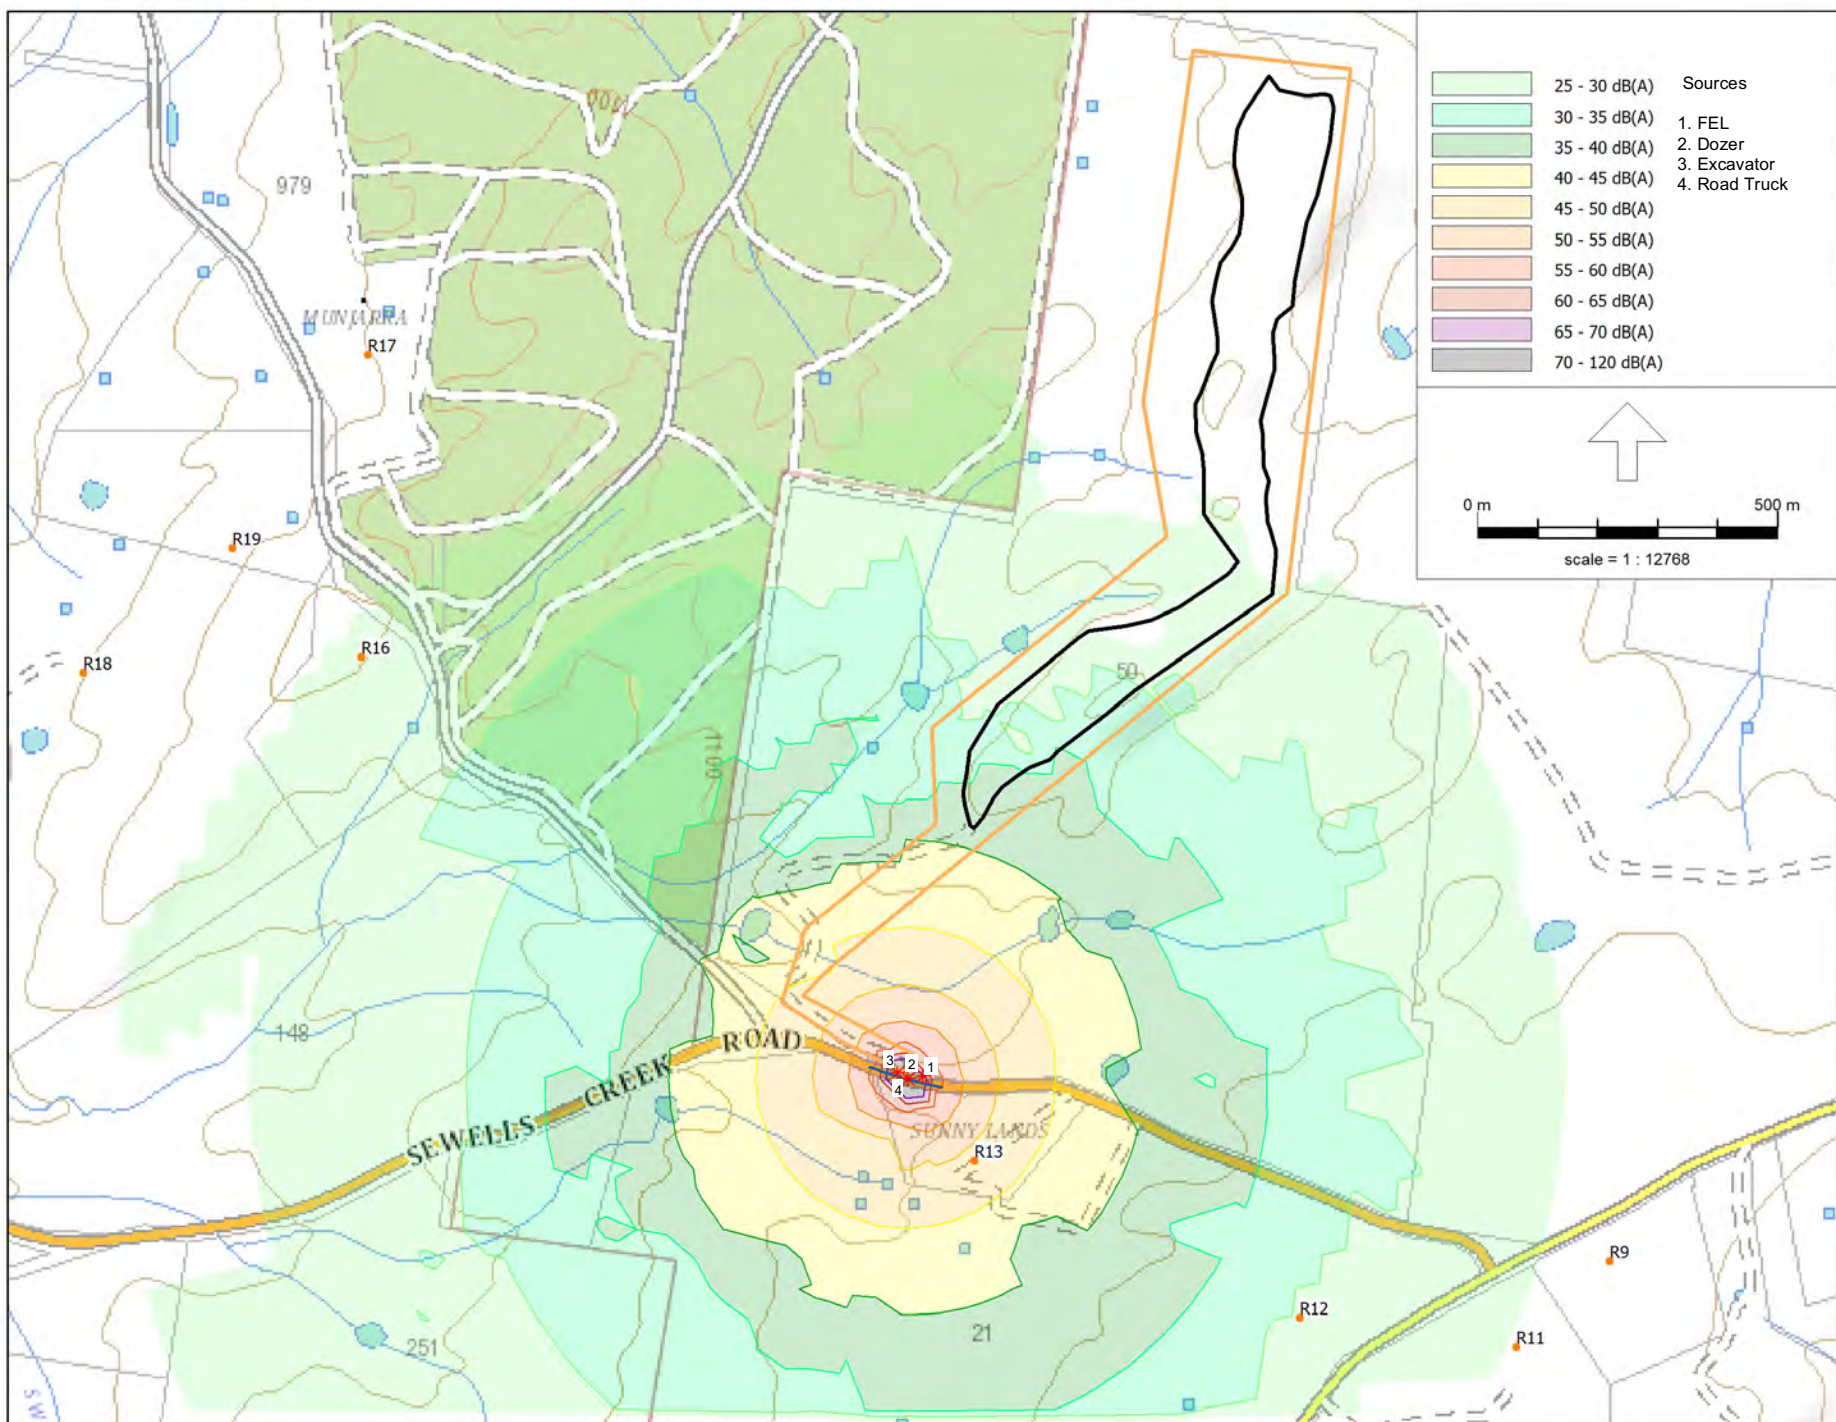 25 - 30 dB(A)
30 - 35 dB(A)
35 - 40 dB(A)
40 - 45 dB(A)
45 - 50 dB(A)
50 - 55 dB(A)
55 - 60 dB(A)
60 - 65 dB(A)
65 - 70 dB(A)
70 - 120 dB(A)
Sources
1. FEL
2. Dozer
3. Excavator
4. Road Truck
0 m 500 m
scale = 1 : 12768
979
MUNJARRA
R17
R19
R16
R18
1100
50
148
SEWELLS CREEK ROAD
3 2 1
4
SUNNY LANDS
R13
R9
R12
R11
21
251
SW